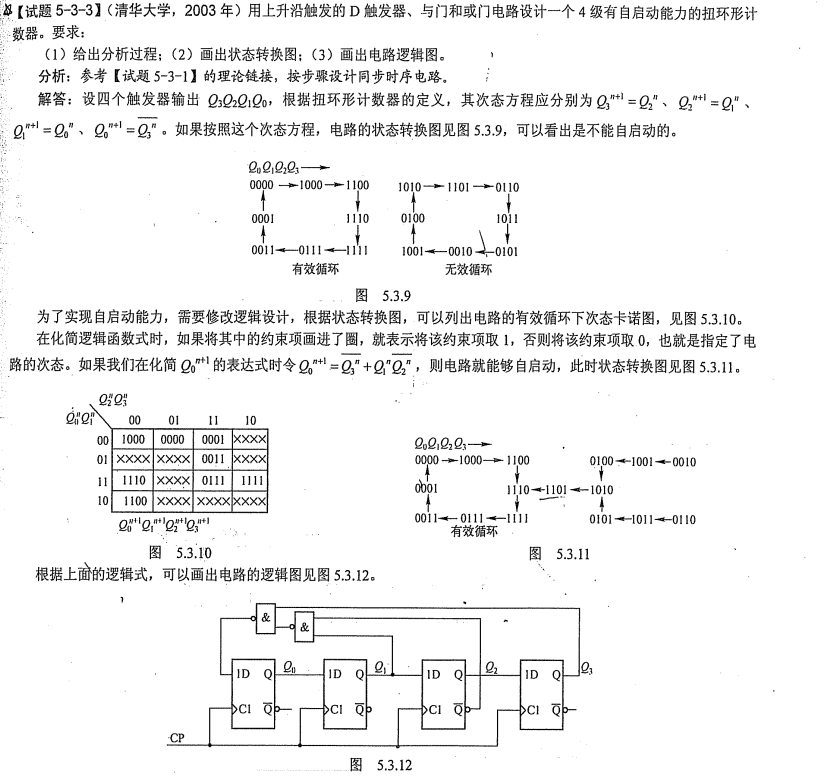 【试题 5-3-3】（清华大学，2003 年）用上升沿触发的 D 触发器、与门和或门电路设计一个 4 级有自启动能力的扭环形计
数器。要求：
（1）给出分析过程；（2）画出状态转换图；（3）画出电路逻辑图。
分析：参考【试题 5-3-1】的理论链接，按步骤设计同步时序电路。
解答：设四个触发器输出 Q₃Q₂Q₁Q₀，根据扭环形计数器的定义，其次态方程应分别为 Q₃ⁿ⁺¹ = Q₂ⁿ、 Q₂ⁿ⁺¹ = Q₁ⁿ、
Q₁ⁿ⁺¹ = Q₀ⁿ、 Q₀ⁿ⁺¹ = \overline{Q₃ⁿ}。如果按照这个次态方程，电路的状态转换图见图 5.3.9，可以看出是不能自启动的。
Q₀Q₁Q₂Q₃→
0000→1000→1100 1010→1101→0110
0001 1110 0100 1011
0011←0111←1111 1001←0010←0101
有效循环 无效循环
图 5.3.9
为了实现自启动能力，需要修改逻辑设计，根据状态转换图，可以列出电路的有效循环下次态卡诺图，见图 5.3.10。
在化简逻辑函数式时，如果将其中的约束项画进了圈，就表示将该约束项取 1，否则将该约束项取 0，也就是指定了电
路的次态。如果我们在化简 Q₀ⁿ⁺¹ 的表达式时令 Q₀ⁿ⁺¹ = \overline{Q₃ⁿ} + Q₁ⁿ\overline{Q₂ⁿ}，则电路就能够自启动，此时状态转换图见图 5.3.11。
Q₂ⁿQ₃ⁿ
Q₀ⁿQ₁ⁿ 00 01 11 10
00 1000 0000 0001 ××××
01 ×××× ×××× 0011 ××××
11 1110 ×××× 0111 1111
10 1100 ×××× ×××× ××××
Q₀ⁿ⁺¹Q₁ⁿ⁺¹Q₂ⁿ⁺¹Q₃ⁿ⁺¹
图 5.3.10
Q₀Q₁Q₂Q₃→
0000→1000→1100 0100←1001←0010
0001 1110←1101←1010
0011←0111←1111 0101←1011←0110
有效循环
图 5.3.11
根据上面的逻辑式，可以画出电路的逻辑图见图 5.3.12。
&
&
1D Q Q₀ 1D Q Q₁ 1D Q Q₂ 1D Q Q₃
C1 \overline{Q} C1 \overline{Q} C1 \overline{Q} C1 \overline{Q}
CP
图 5.3.12